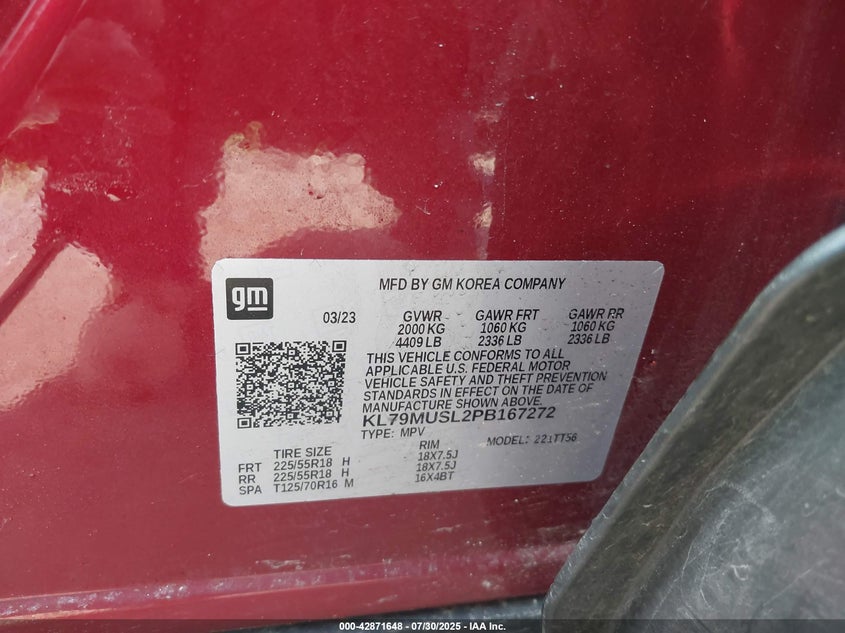 gm
MFD BY GM KOREA COMPANY
03/23 GVWR GAWR FRT GAWR RR
2000 KG 1060 KG 1060 KG
4409 LB 2336 LB 2336 LB
THIS VEHICLE CONFORMS TO ALL
APPLICABLE U.S. FEDERAL MOTOR
VEHICLE SAFETY AND THEFT PREVENTION
STANDARDS IN EFFECT ON THE DATE OF
MANUFACTURE SHOWN ABOVE.
KL79MUSL2PB167272
TYPE: MPV MODEL: 221TT56
TIRE SIZE RIM
FRT 225/55R18 H 18X7.5J
RR 225/55R18 H 18X7.5J
SPA T125/70R16 M 16X4BT
000-42871648 - 07/30/2025 - IAA Inc.